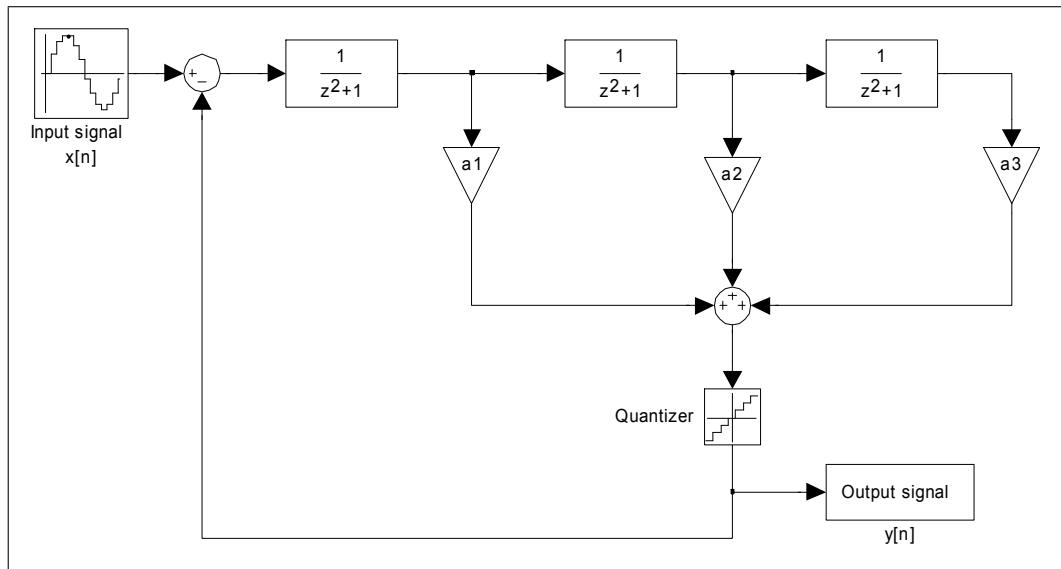 1
z²+1
1
z²+1
1
z²+1
+
−
Input signal
x[n]
a1
a2
a3
+
+
+
Quantizer
Output signal
y[n]